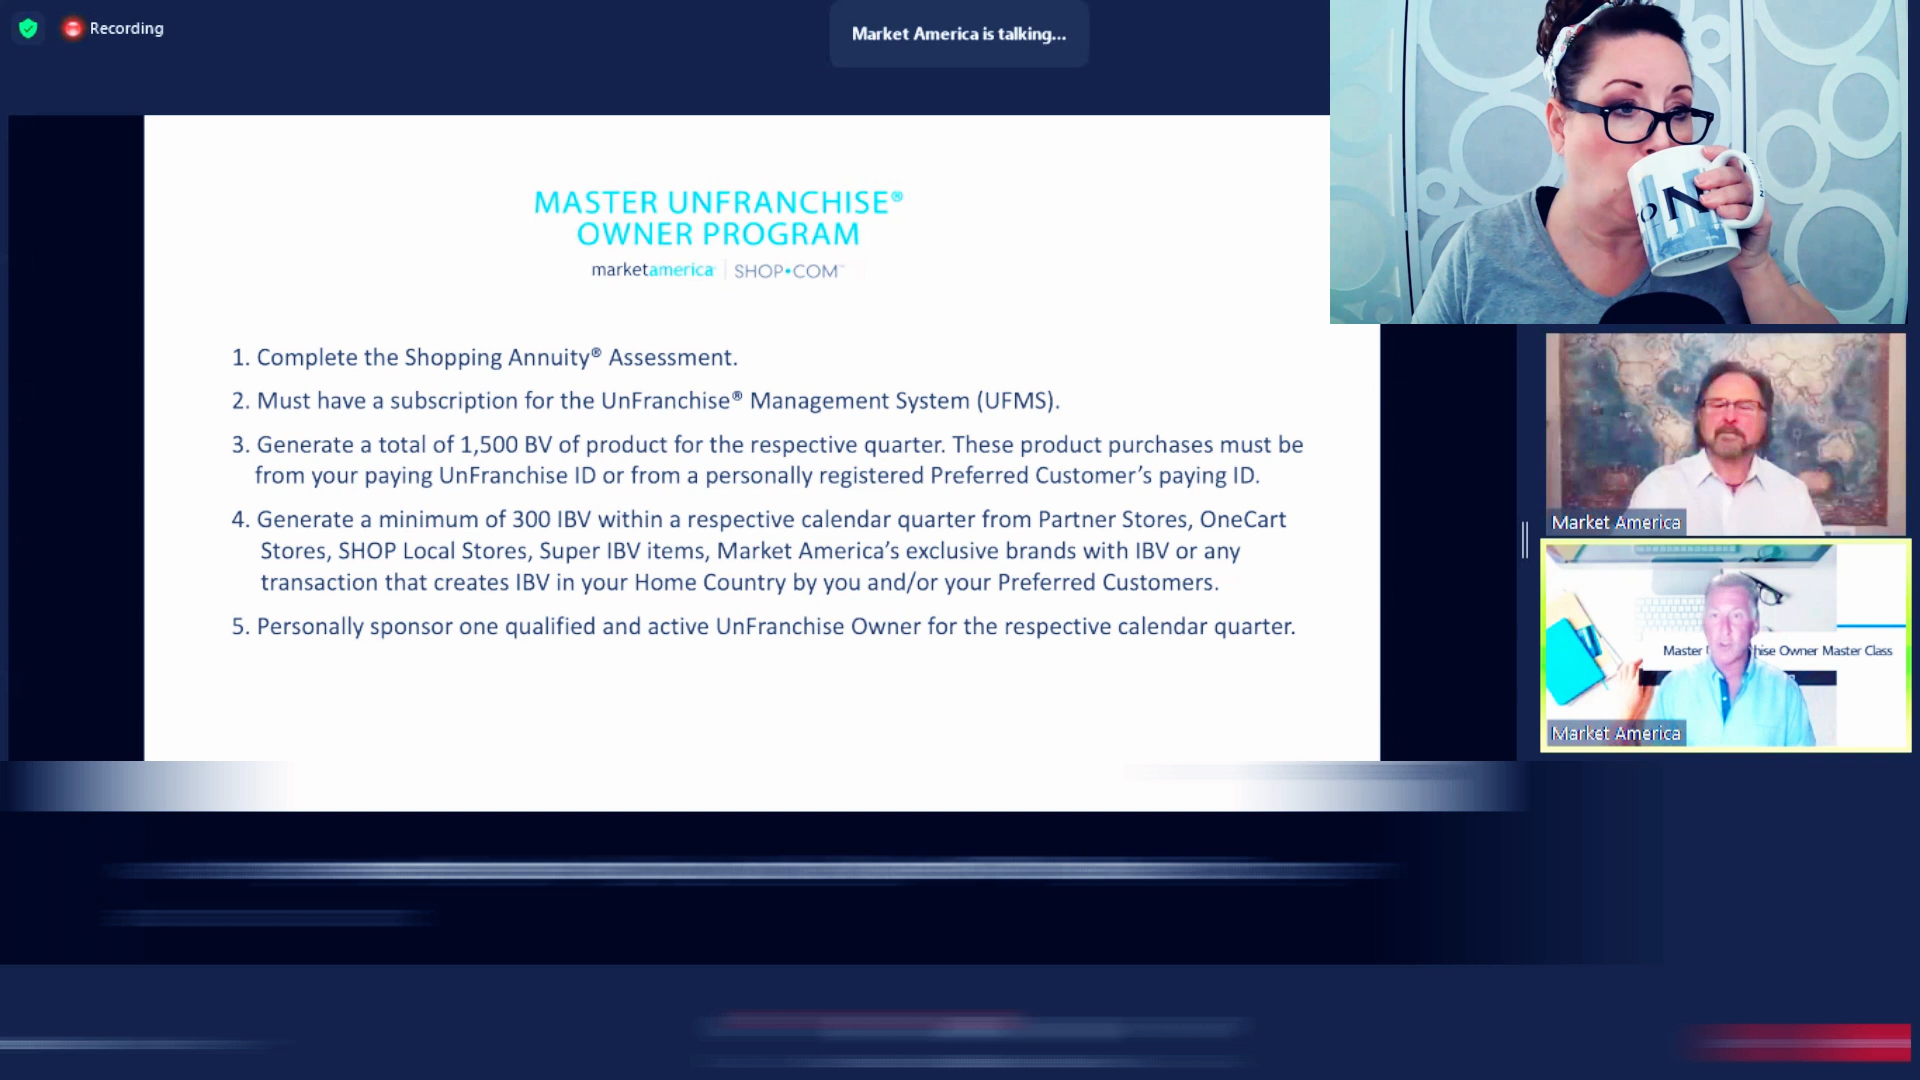 Recording
Market America is talking...
MASTER UNFRANCHISE®
OWNER PROGRAM
marketamerica | SHOP•COM
1. Complete the Shopping Annuity® Assessment.
2. Must have a subscription for the UnFranchise® Management System (UFMS).
3. Generate a total of 1,500 BV of product for the respective quarter. These product purchases must be
from your paying UnFranchise ID or from a personally registered Preferred Customer’s paying ID.
4. Generate a minimum of 300 IBV within a respective calendar quarter from Partner Stores, OneCart
Stores, SHOP Local Stores, Super IBV items, Market America’s exclusive brands with IBV or any
transaction that creates IBV in your Home Country by you and/or your Preferred Customers.
5. Personally sponsor one qualified and active UnFranchise Owner for the respective calendar quarter.
Market America
Master Owner Master Class
Market America